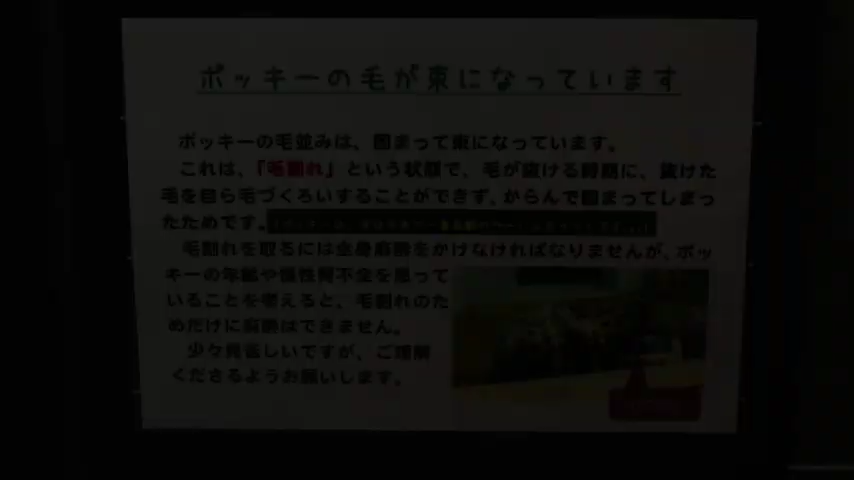 ポッキーの毛が束になっています
ポッキーの毛並みは、固まって束になっています。
これは、「毛割れ」という状態で、毛が抜ける時期に、抜けた
毛を自ら毛づくろいすることができず、からんで固まってしまっ
たためです。
毛割れを取るには全身麻酔をかけなければなりませんが、ポッ
キーの年齢や慢性腎不全を患って
いることを考えると、毛割れのた
めだけに麻酔はできません。
少々見苦しいですが、ご理解
くださるようお願いします。